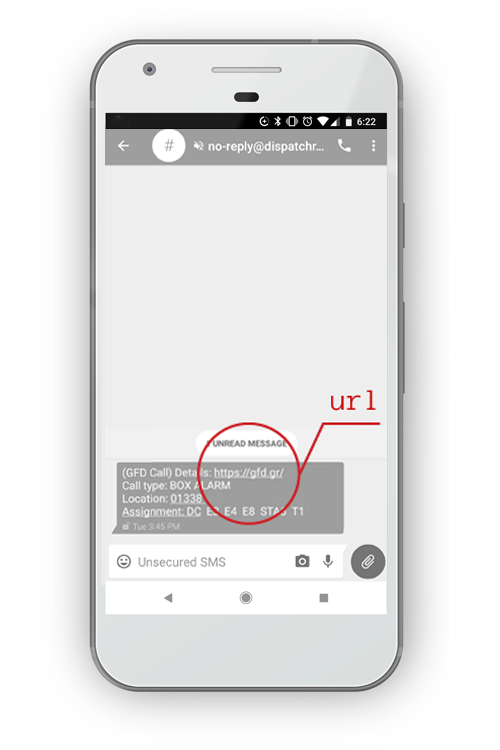 6:22
# no-reply@dispatchr...
url
UNREAD MESSAGE
(GFD Call) Details: https://gfd.gr/
Call type: BOX ALARM
Location: 01338
Assignment: DC E3 E4 E8 STA3 T1
Tue 3:45 PM
Unsecured SMS